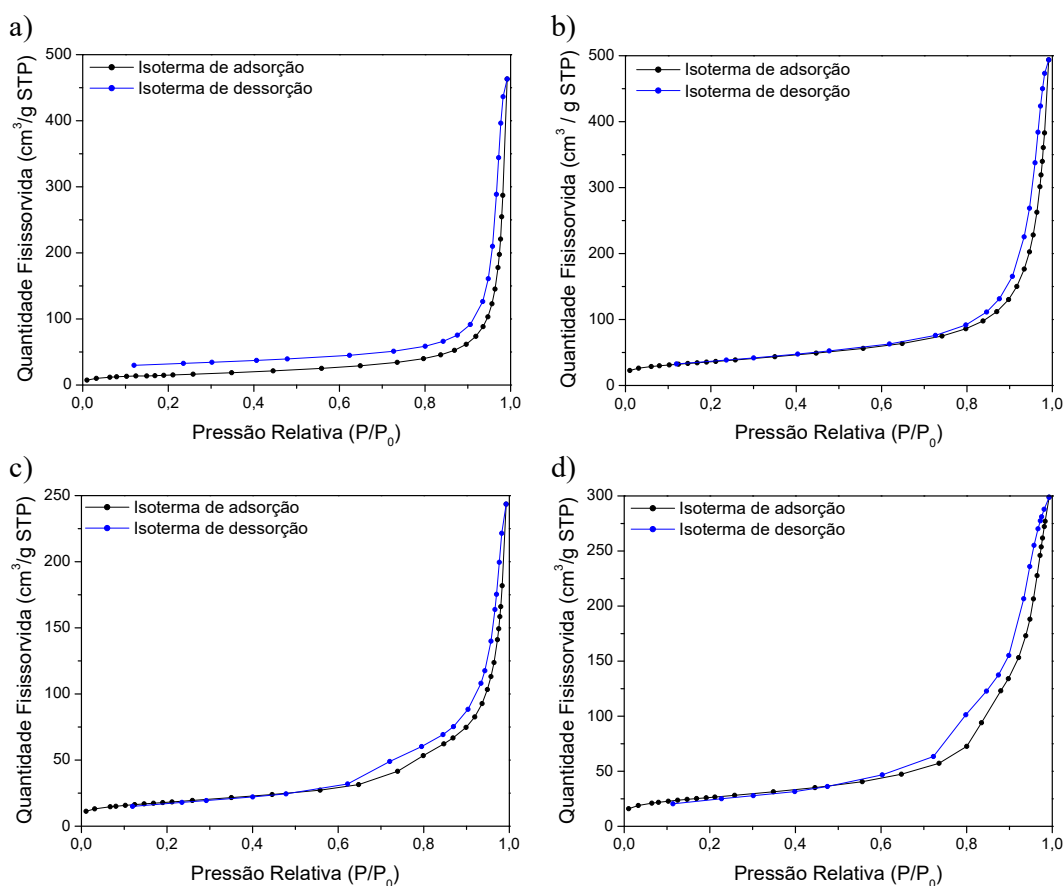 a)
500
400
300
200
100
0
Quantidade Fisissorvida (cm³/g STP)
Isoterma de adsorção
Isoterma de dessorção
0,0 0,2 0,4 0,6 0,8 1,0
Pressão Relativa (P/P₀)
b)
500
400
300
200
100
0
Quantidade Fisissorvida (cm³ / g STP)
Isoterma de adsorção
Isoterma de desorção
0,0 0,2 0,4 0,6 0,8 1,0
Pressão Relativa (P/P₀)
c)
250
200
150
100
50
0
Quantidade Fisissorvida (cm³/g STP)
Isoterma de adsorção
Isoterma de dessorção
0,0 0,2 0,4 0,6 0,8 1,0
Pressão Relativa (P/P₀)
d)
300
250
200
150
100
50
0
Quantidade Fisissorvida (cm³/g STP)
Isoterma de adsorção
Isoterma de desorção
0,0 0,2 0,4 0,6 0,8 1,0
Pressão Relativa (P/P₀)